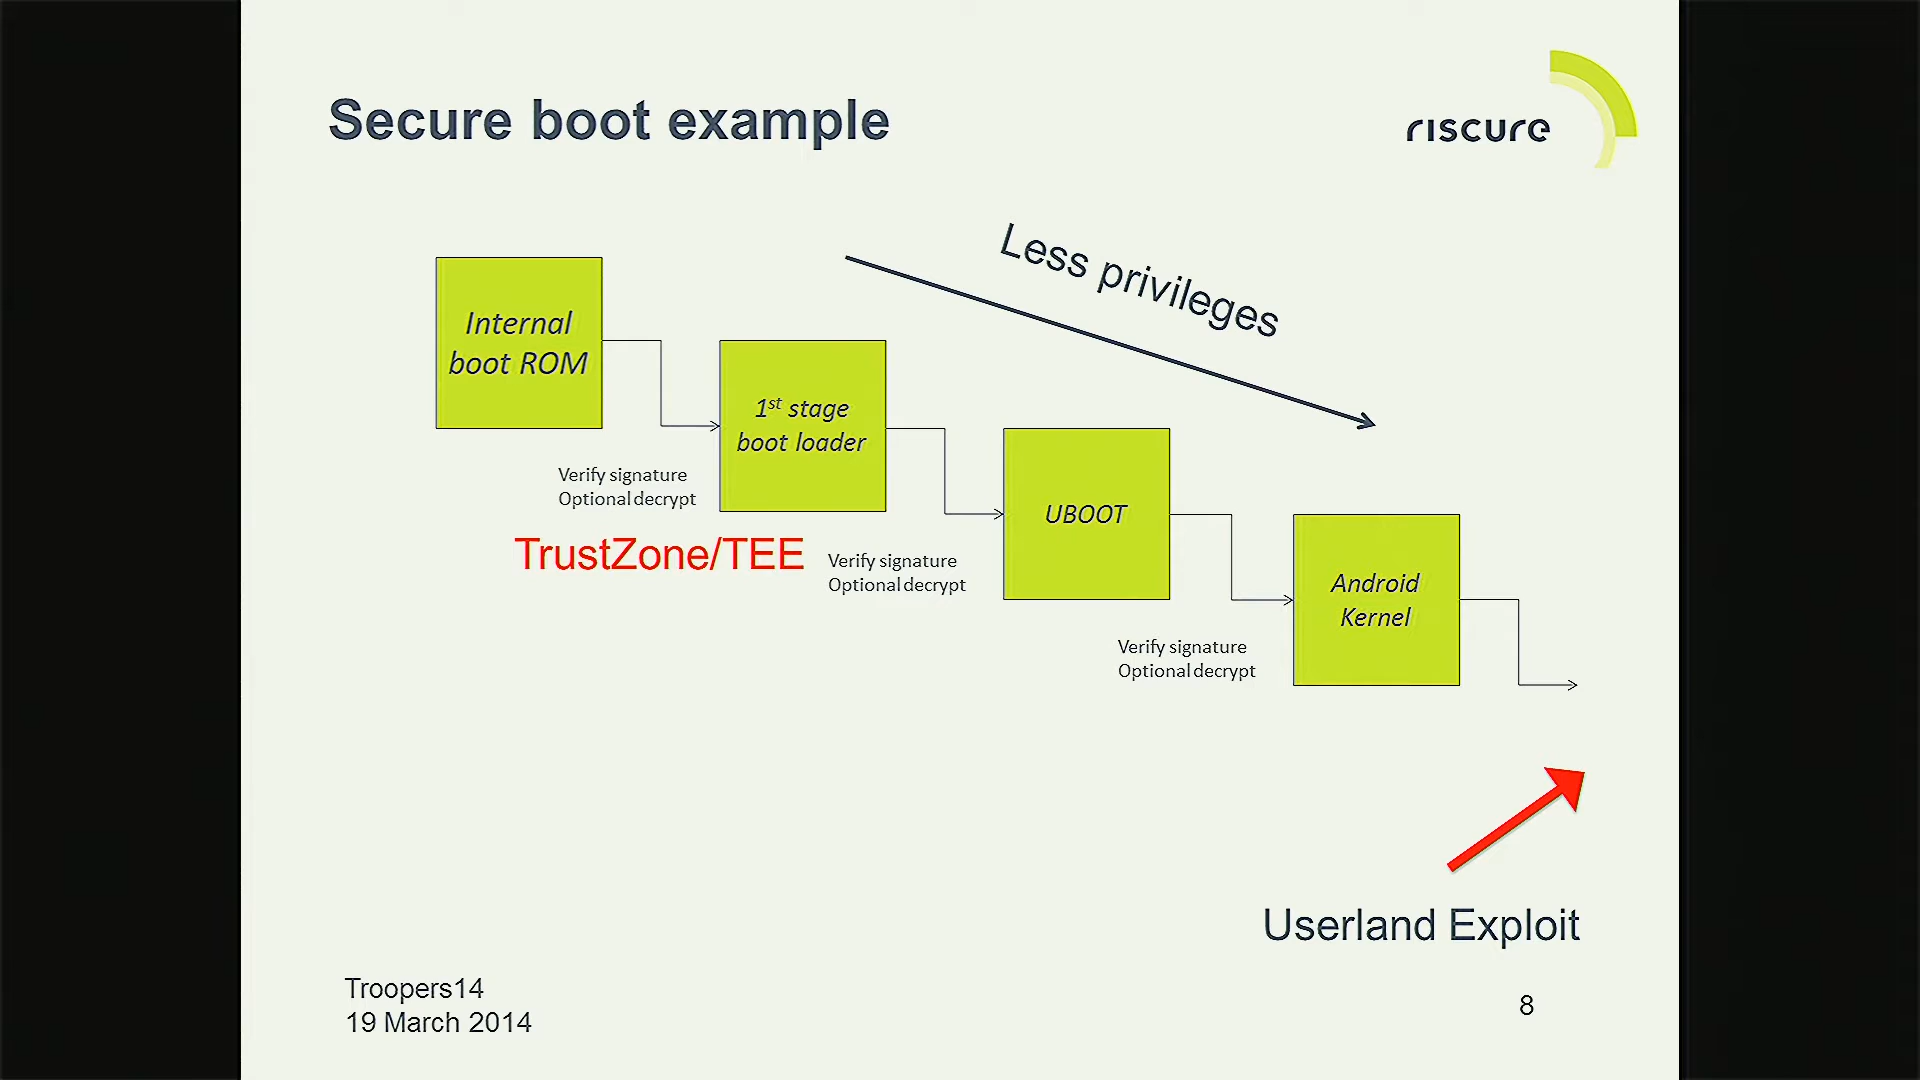 Secure boot example
riscure
Less privileges
Internal
boot ROM
1st stage
boot loader
Verify signature
Optional decrypt
UBOOT
TrustZone/TEE
Verify signature
Optional decrypt
Android
Kernel
Verify signature
Optional decrypt
Userland Exploit
Troopers14
19 March 2014
8